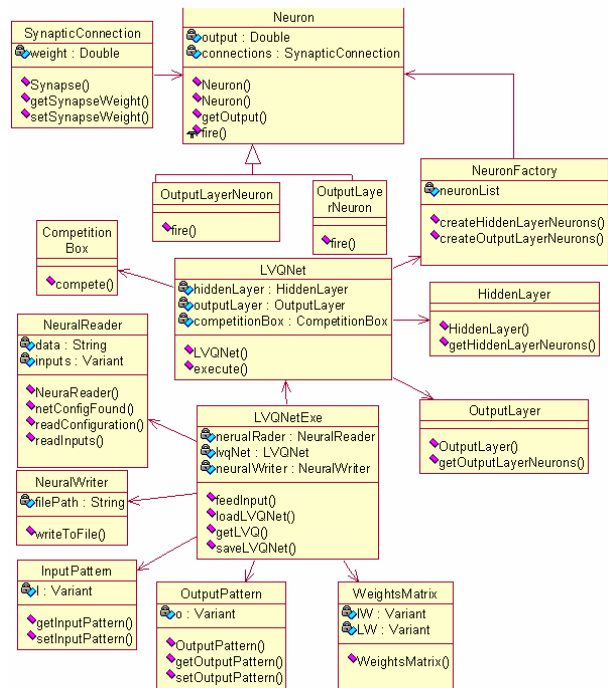 Neuron
output : Double
connections : SynapticConnection
Neuron()
Neuron()
getOutput()
fire()
SynapticConnection
weight : Double
Synapse()
getSynapseWeight()
setSynapseWeight()
OutputLayerNeuron
fire()
OutputLaye
rNeuron
fire()
NeuronFactory
neuronList
createHiddenLayerNeurons()
createOutputLayerNeurons()
Competition
Box
compete()
LVQNet
hiddenLayer : HiddenLayer
outputLayer : OutputLayer
competitionBox : CompetitionBox
LVQNet()
execute()
HiddenLayer
HiddenLayer()
getHiddenLayerNeurons()
NeuralReader
data : String
inputs : Variant
NeuraReader()
netConfigFound()
readConfiguration()
readInputs()
OutputLayer
OutputLayer()
getOutputLayerNeurons()
LVQNetExe
nerualRader : NeuralReader
lvqNet : LVQNet
neuralWriter : NeuralWriter
feedInput()
loadLVQNet()
getLVQ()
saveLVQNet()
NeuralWriter
filePath : String
writeToFile()
InputPattern
I : Variant
getInputPattern()
setInputPattern()
OutputPattern
o : Variant
OutputPattern()
getOutputPattern()
setOutputPattern()
WeightsMatrix
IW : Variant
LW : Variant
WeightsMatrix()